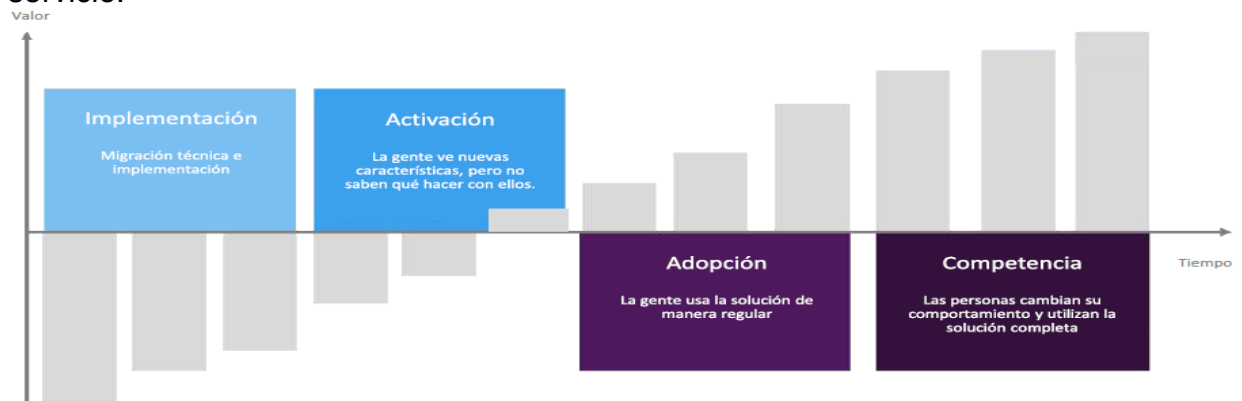 servicio.
Valor
Implementación
Migración técnica e
implementación
Activación
La gente ve nuevas
características, pero no
saben qué hacer con ellos.
Adopción
La gente usa la solución de
manera regular
Competencia
Las personas cambian su
comportamiento y utilizan la
solución completa
Tiempo